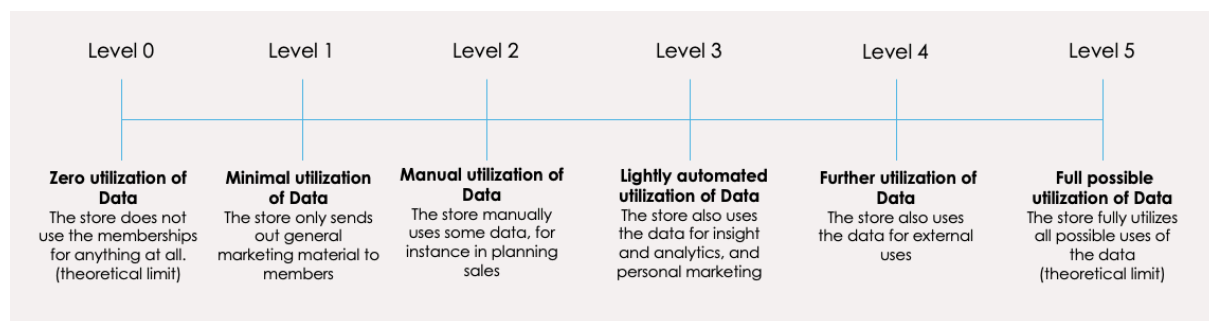 Level 0
Level 1
Level 2
Level 3
Level 4
Level 5
Zero utilization of
Data
The store does not
use the memberships
for anything at all.
(theoretical limit)
Minimal utilization
of Data
The store only sends
out general
marketing material to
members
Manual utilization of
Data
The store manually
uses some data, for
instance in planning
sales
Lightly automated
utilization of Data
The store also uses
the data for insight
and analytics, and
personal marketing
Further utilization of
Data
The store also uses
the data for external
uses
Full possible
utilization of Data
The store fully utilizes
all possible uses of
the data
(theoretical limit)